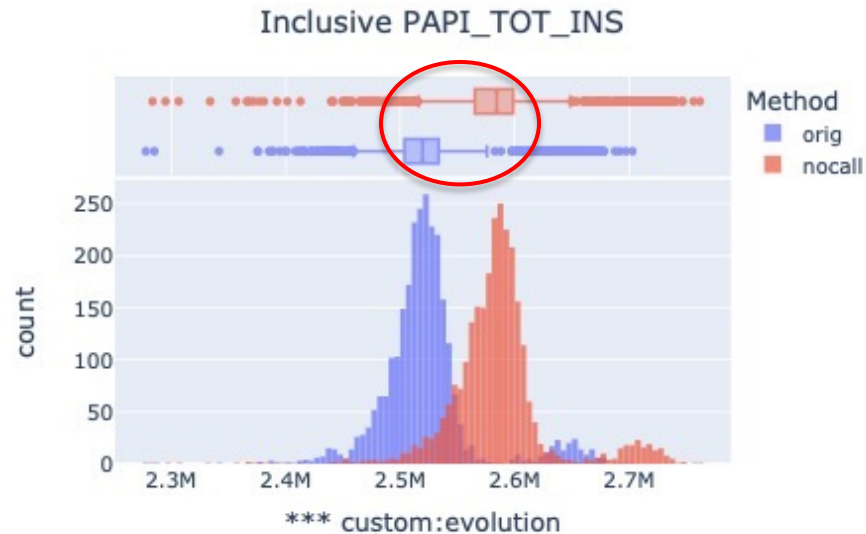 Inclusive PAPI_TOT_INS
Method
orig
nocall
250
200
150
100
50
0
count
2.3M 2.4M 2.5M 2.6M 2.7M
*** custom:evolution